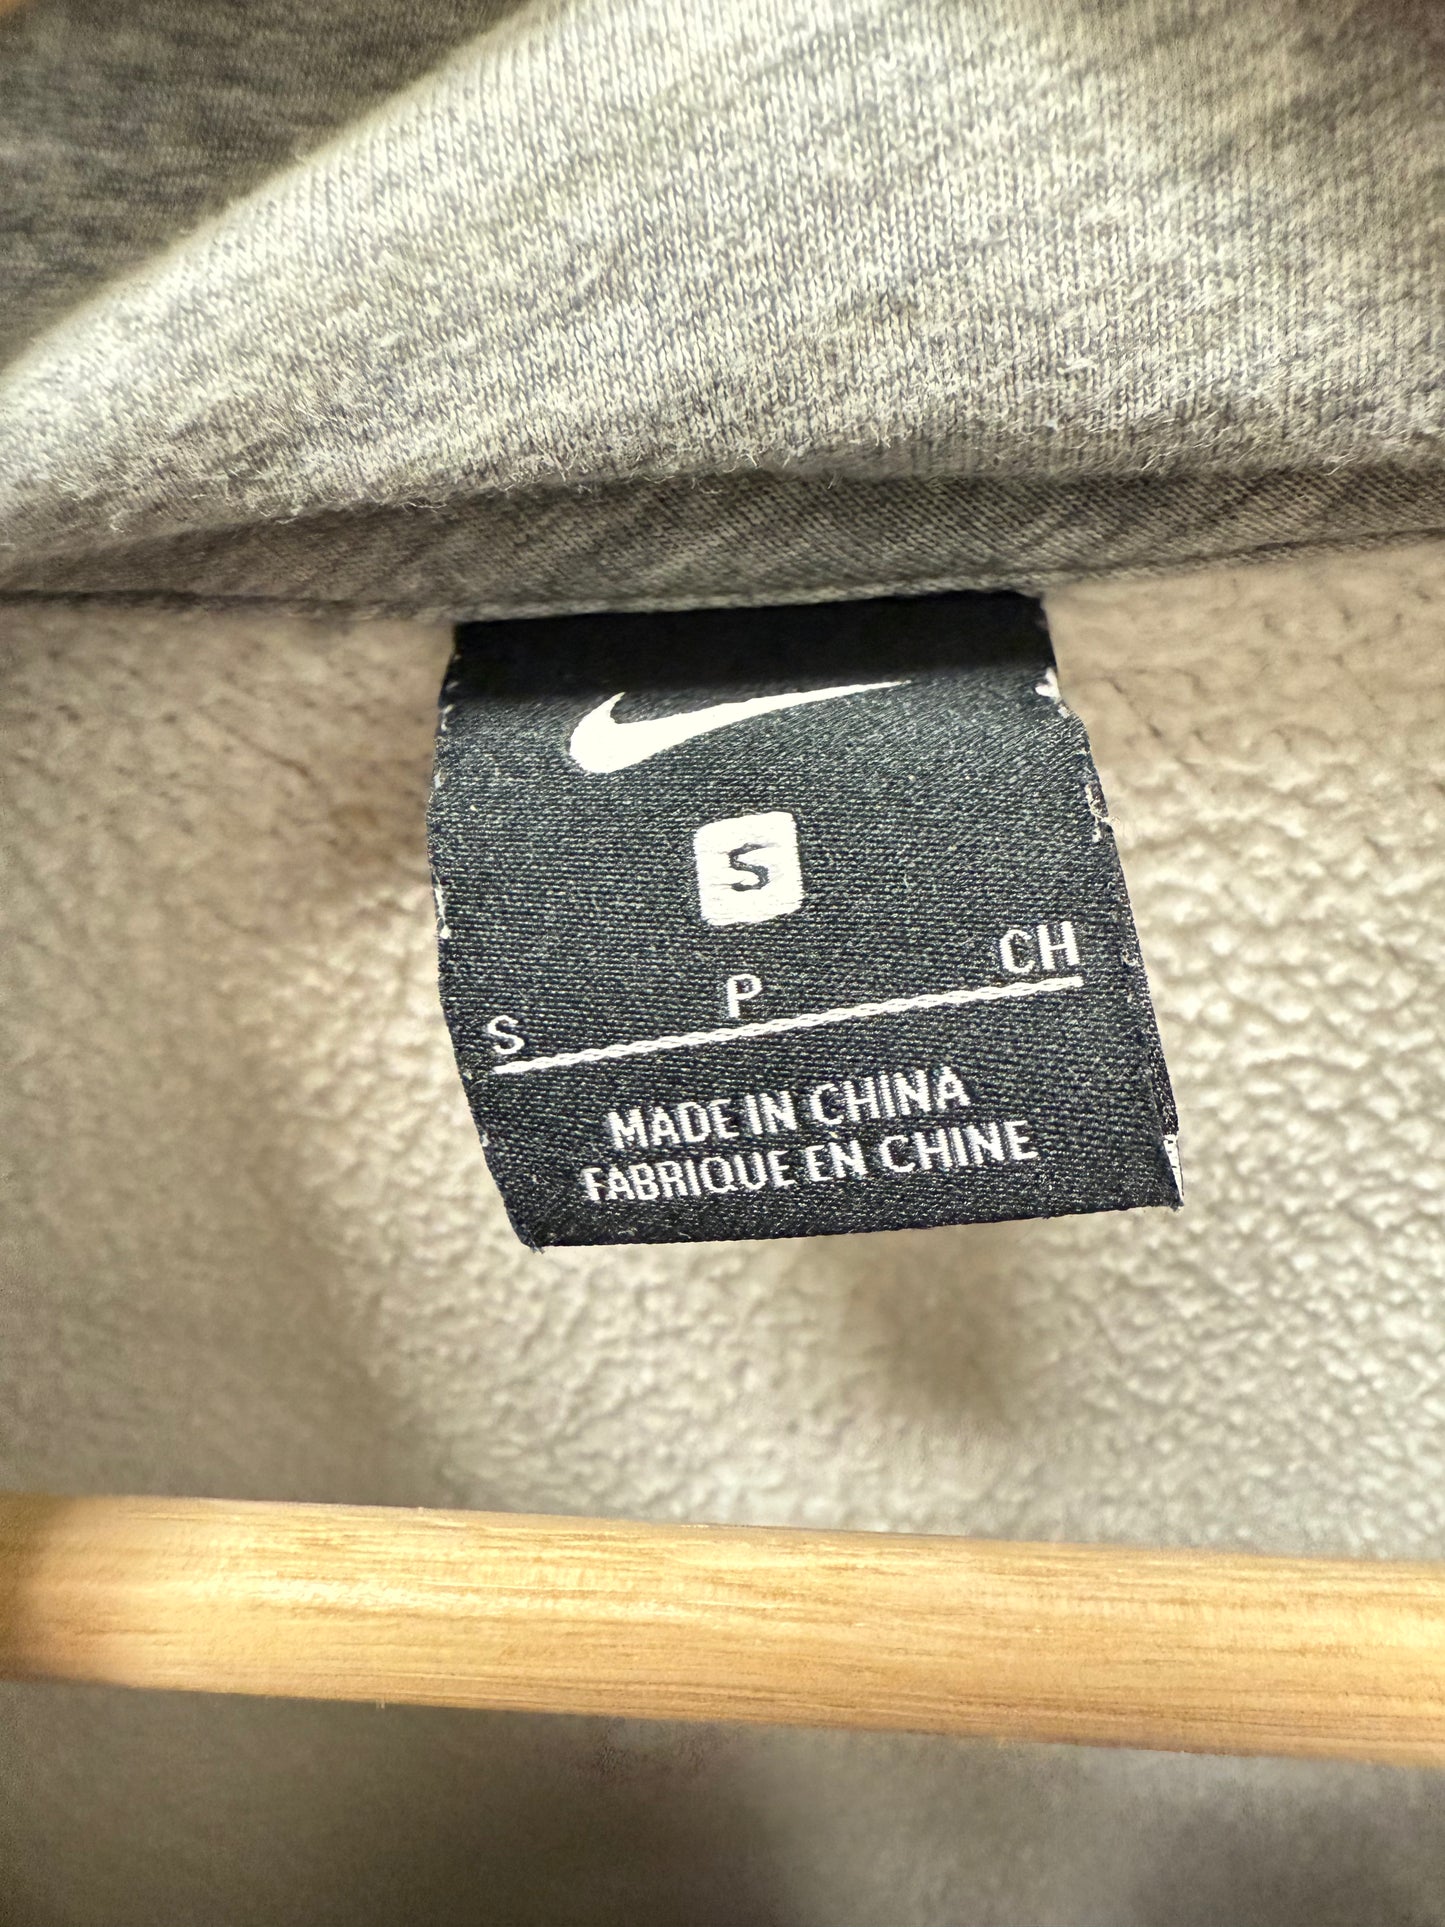 S
S P CH
MADE IN CHINA
FABRIQUE EN CHINE